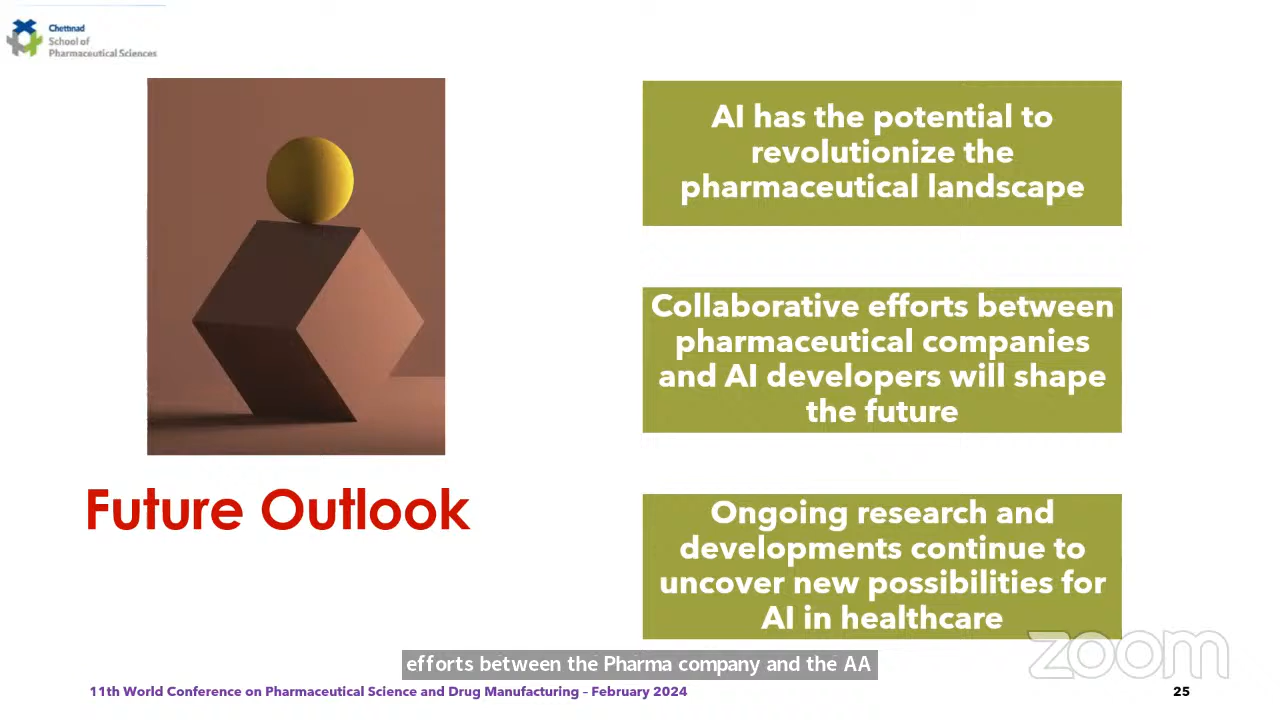 Chettinad
School of
Pharmaceutical Sciences
AI has the potential to
revolutionize the
pharmaceutical landscape
Collaborative efforts between
pharmaceutical companies
and AI developers will shape
the future
Future Outlook
Ongoing research and
developments continue to
uncover new possibilities for
AI in healthcare
zoom
efforts between the Pharma company and the AA
11th World Conference on Pharmaceutical Science and Drug Manufacturing – February 2024
25